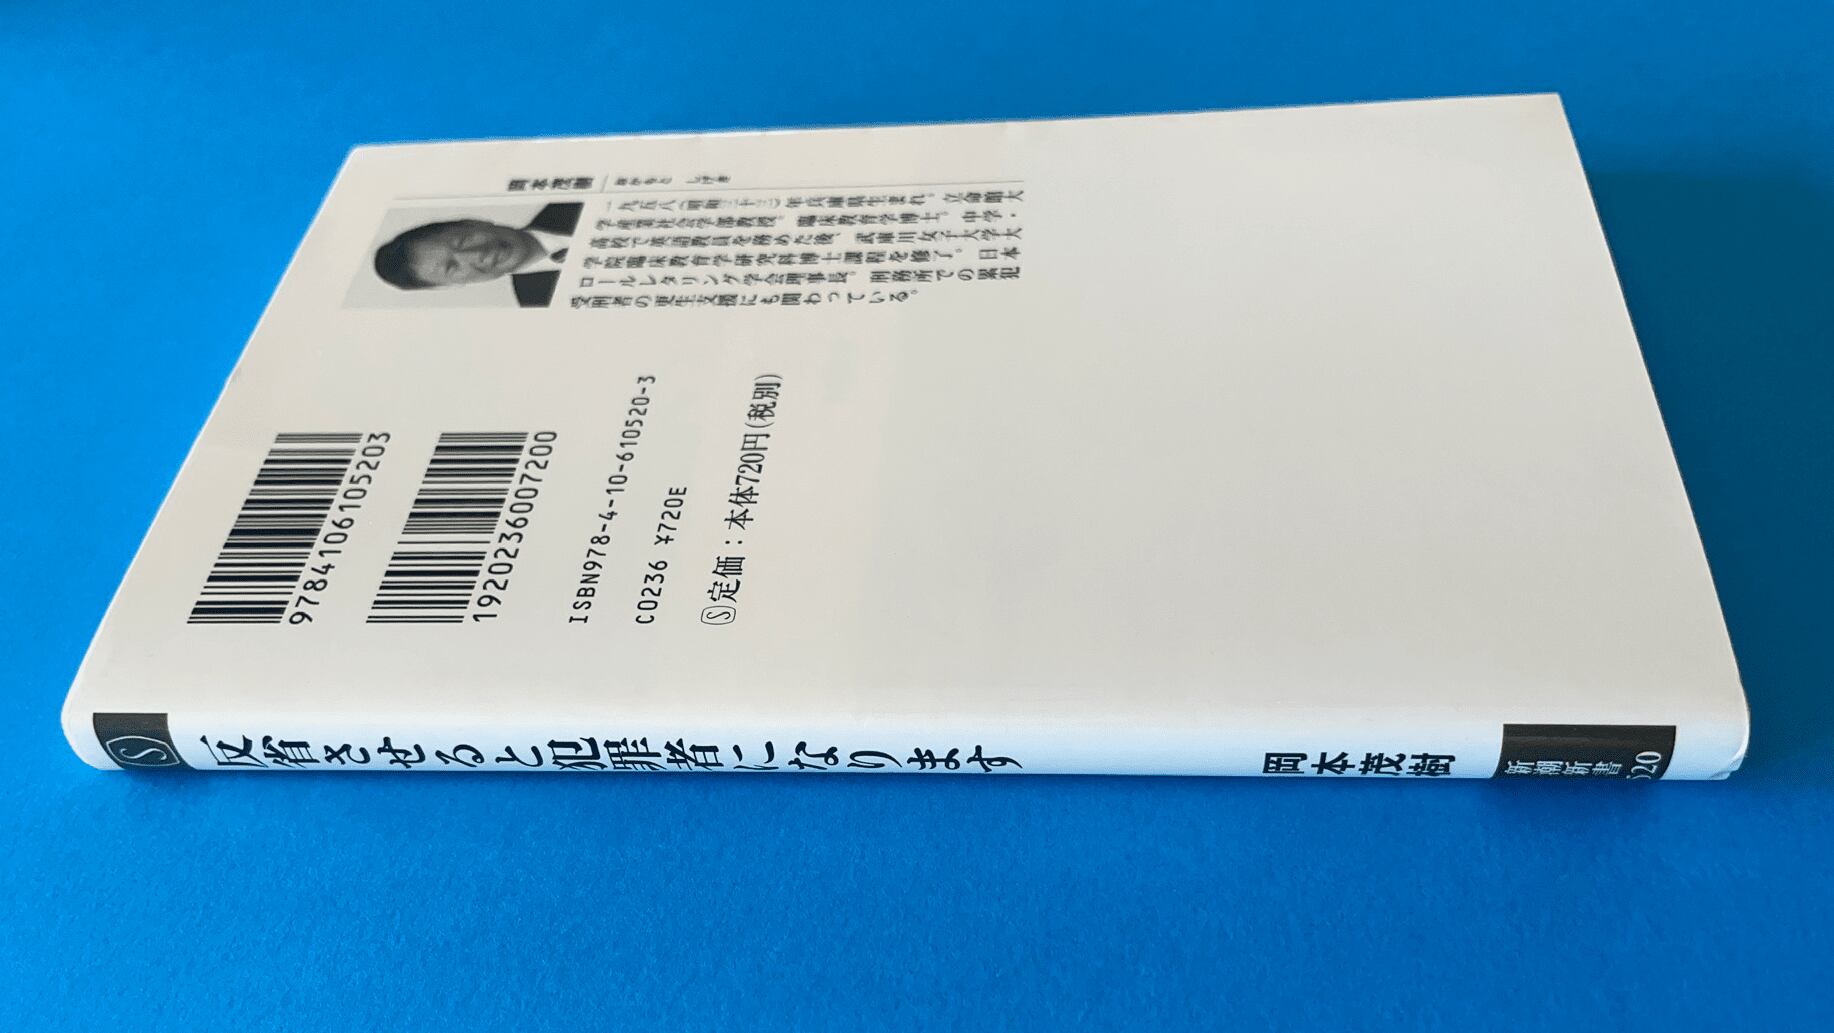 岡本茂樹 おかもと しげき
一九五八(昭和三十三)年兵庫県生まれ。立命館大
学産業社会学部教授。臨床教育学博士。中学・
高校で英語教員を務めた後、武庫川女子大学大
学院臨床教育学研究科博士課程を修了。日本
ロールレタリング学会理事長。刑務所での累犯
受刑者の更生支援にも関わっている。
9784106105203
1920236007200
ISBN978-4-10-610520-3
C0236 ¥720E
Ⓢ定価:本体720円(税別)
S 反省させると犯罪者になります 岡本茂樹 新潮新書 520